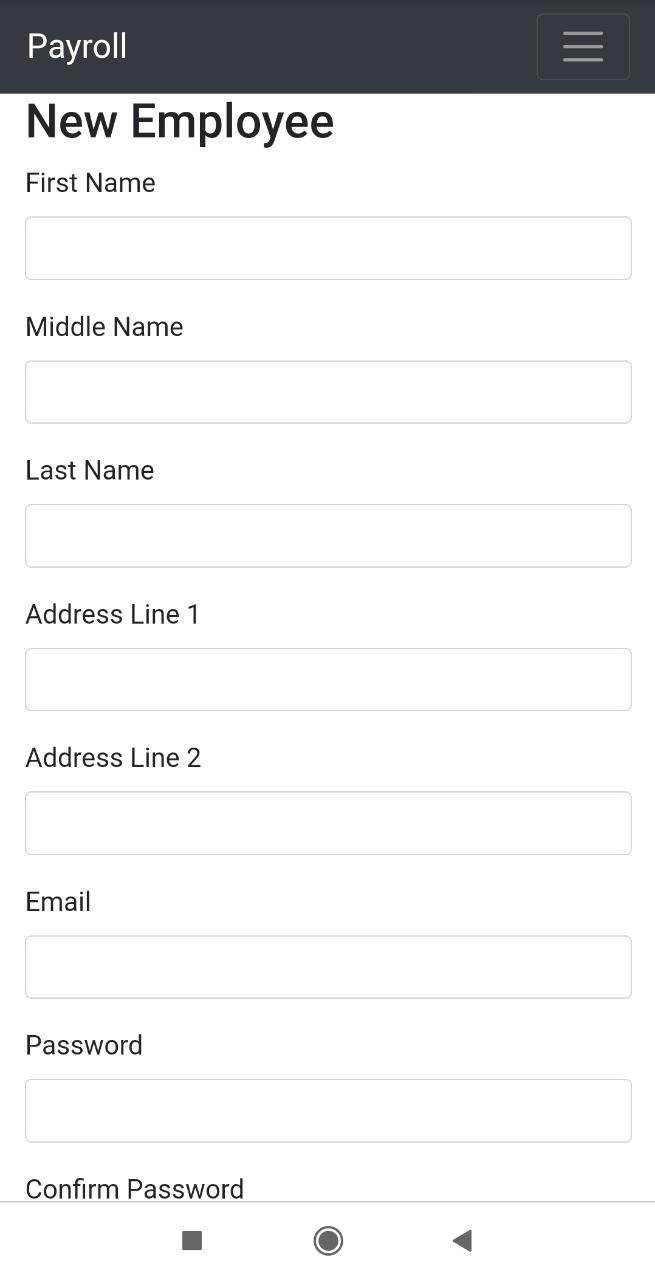 Payroll
New Employee
First Name
Middle Name
Last Name
Address Line 1
Address Line 2
Email
Password
Confirm Password